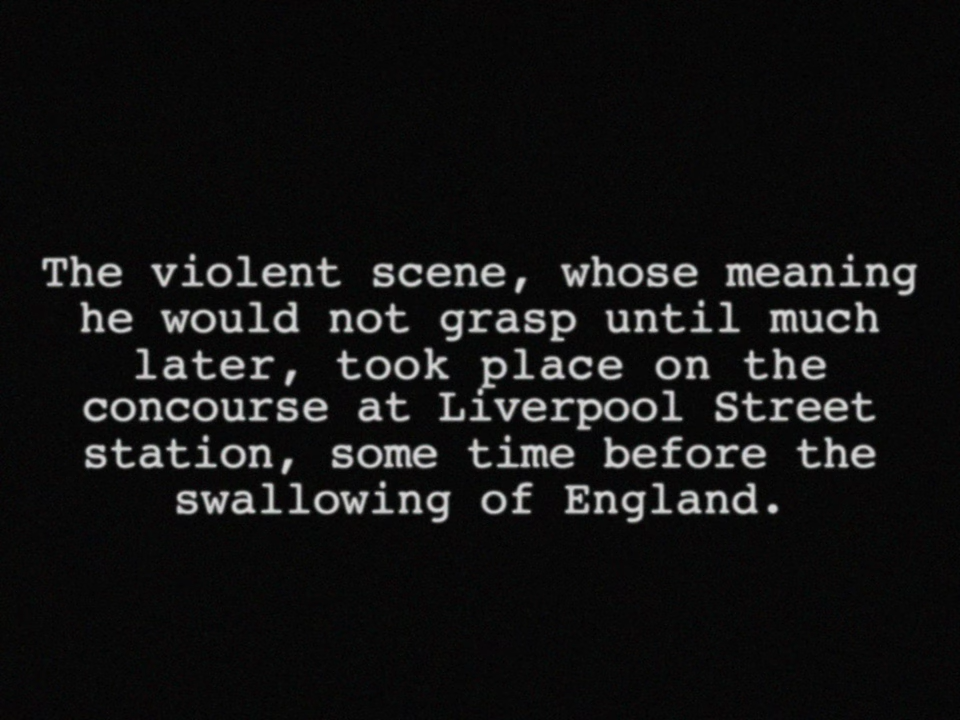 The violent scene, whose meaning
he would not grasp until much
later, took place on the
concourse at Liverpool Street
station, some time before the
swallowing of England.